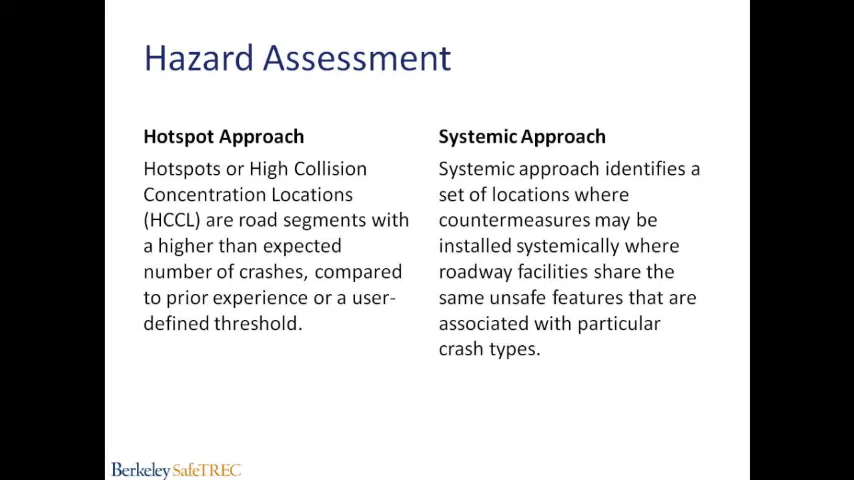 Hazard Assessment
Hotspot Approach
Hotspots or High Collision
Concentration Locations
(HCCL) are road segments with
a higher than expected
number of crashes, compared
to prior experience or a user-
defined threshold.
Systemic Approach
Systemic approach identifies a
set of locations where
countermeasures may be
installed systemically where
roadway facilities share the
same unsafe features that are
associated with particular
crash types.
Berkeley SafeTREC